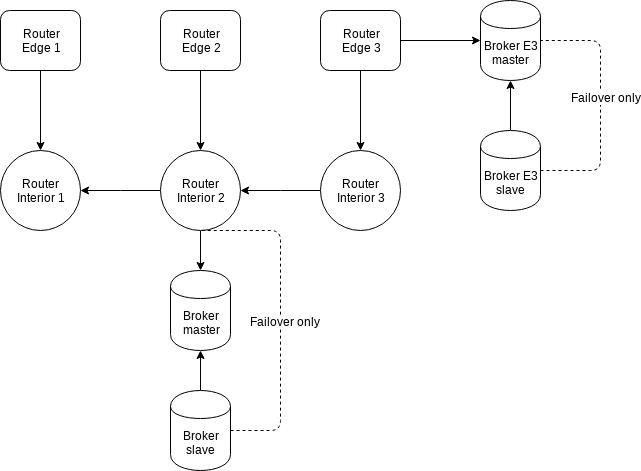 Router
Edge 1
Router
Edge 2
Router
Edge 3
Broker E3
master
Failover only
Broker E3
slave
Router
Interior 1
Router
Interior 2
Router
Interior 3
Broker
master
Failover only
Broker
slave